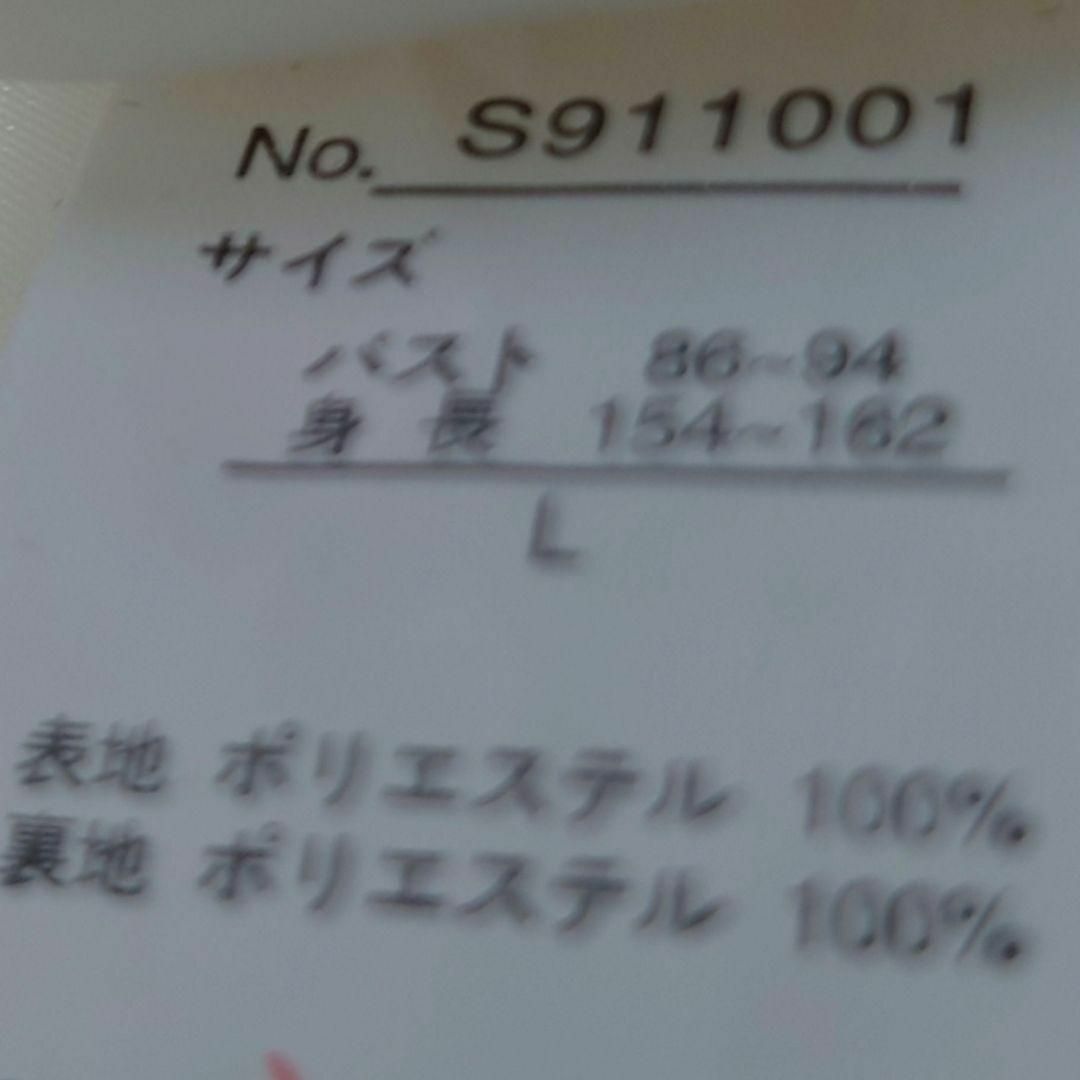 No. S911001
サイズ
バスト 86~94
身長 154~162
L
表地 ポリエステル 100%
裏地 ポリエステル 100%